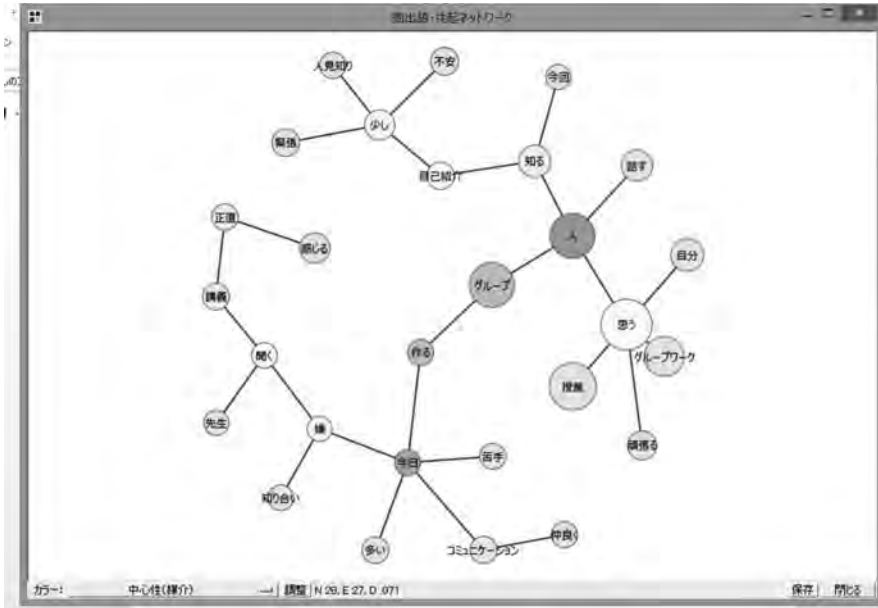 抽出語・共起ネットワーク
人見知り
不安
今回
少し
緊張
自己紹介
知る
話す
人
正直
感じる
自分
グループ
講義
思う
作る
グループワーク
聞く
授業
先生
嫌
頑張る
今日
苦手
知り合い
多い
コミュニケーション
仲良く
カラー: 中心性(媒介) 調整 N 28, E 27, D .071 保存 閉じる